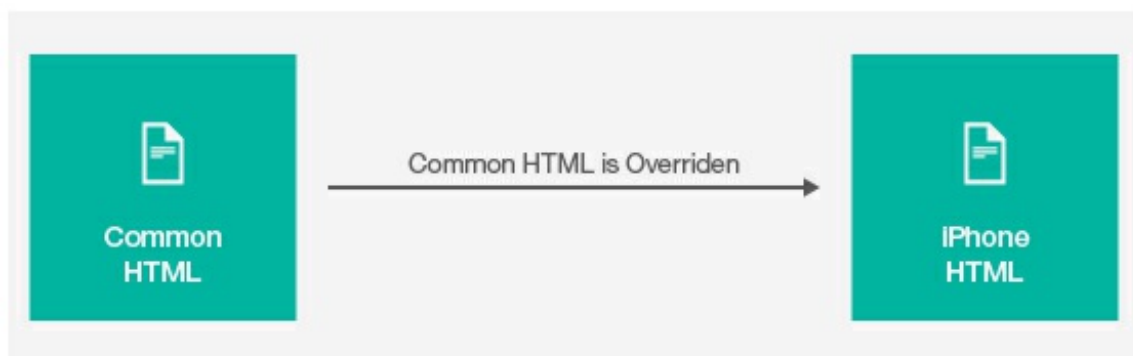 Common HTML is Overriden
Common
HTML
iPhone
HTML